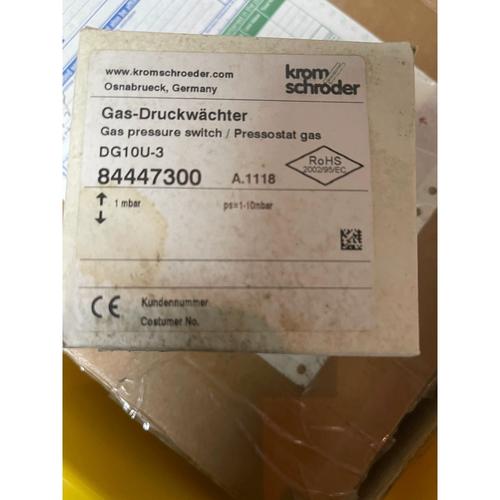 www.kromschroeder.com
Osnabrueck, Germany
krom
schroder
Gas-Druckwächter
Gas pressure switch / Pressostat gas
DG10U-3
84447300 A.1118
RoHS
2002/95/EC
1 mbar ps=1-10mbar
CE
Kundennummer
Costumer No.